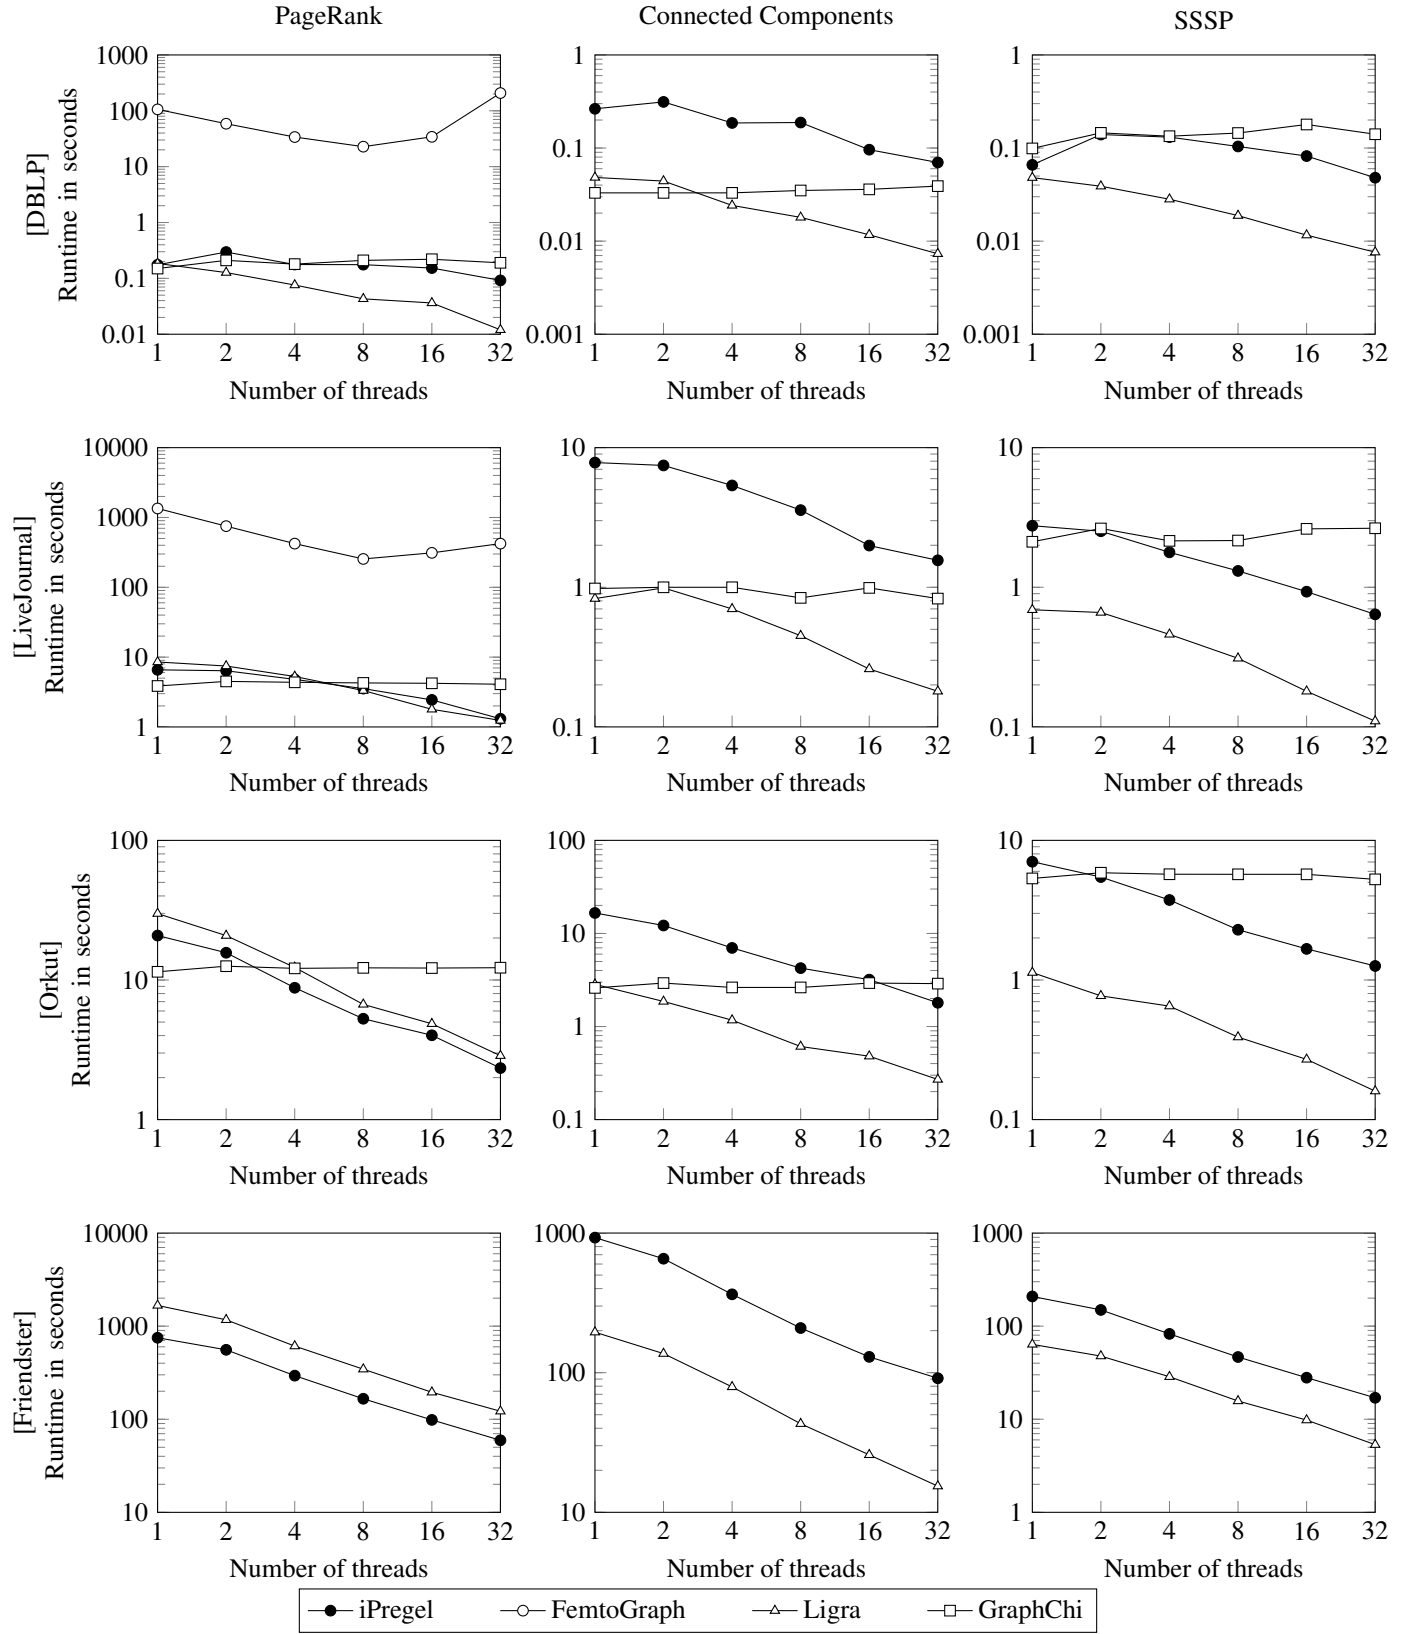 PageRank Connected Components SSSP
[DBLP]
Runtime in seconds
1000
100
10
1
0.1
0.01
1 2 4 8 16 32
Number of threads
1
0.1
0.01
0.001
1 2 4 8 16 32
Number of threads
1
0.1
0.01
0.001
1 2 4 8 16 32
Number of threads
[LiveJournal]
Runtime in seconds
10000
1000
100
10
1
1 2 4 8 16 32
Number of threads
10
1
0.1
1 2 4 8 16 32
Number of threads
10
1
0.1
1 2 4 8 16 32
Number of threads
[Orkut]
Runtime in seconds
100
10
1
1 2 4 8 16 32
Number of threads
100
10
1
0.1
1 2 4 8 16 32
Number of threads
10
1
0.1
1 2 4 8 16 32
Number of threads
[Friendster]
Runtime in seconds
10000
1000
100
10
1 2 4 8 16 32
Number of threads
1000
100
10
1 2 4 8 16 32
Number of threads
1000
100
10
1
1 2 4 8 16 32
Number of threads
iPregel FemtoGraph Ligra GraphChi